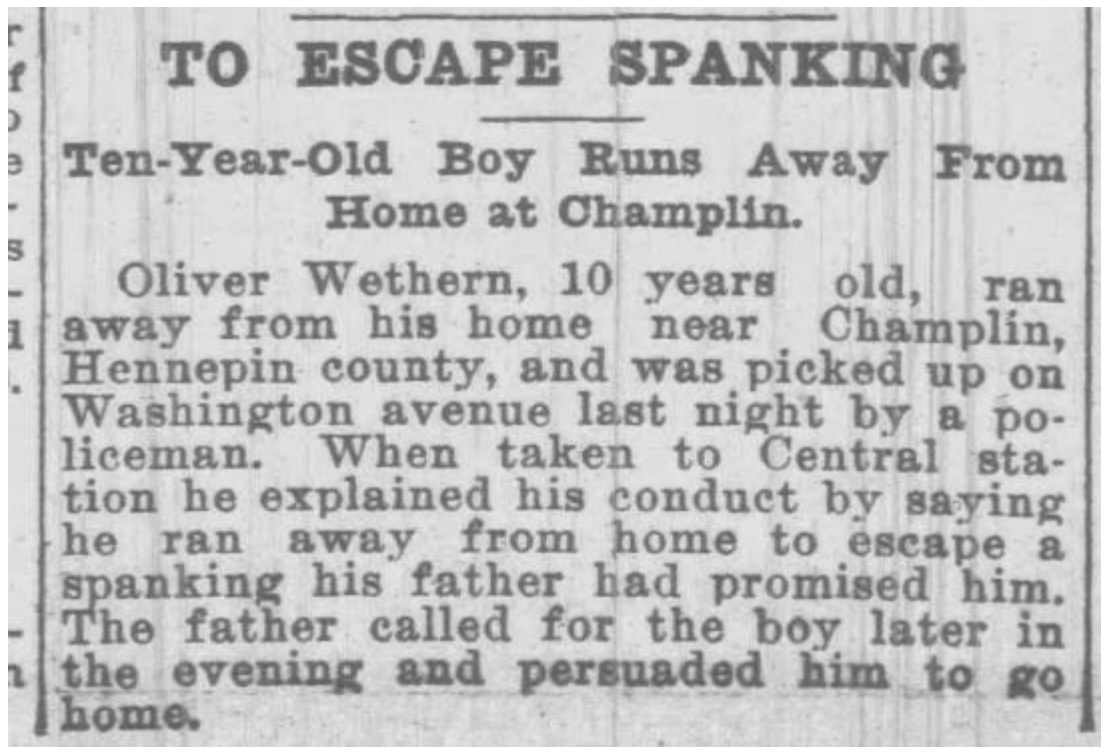 TO ESCAPE SPANKING
Ten-Year-Old Boy Runs Away From
Home at Champlin.
Oliver Wethern, 10 years old, ran
away from his home near Champlin,
Hennepin county, and was picked up on
Washington avenue last night by a po-
liceman. When taken to Central sta-
tion he explained his conduct by saying
he ran away from home to escape a
spanking his father had promised him.
The father called for the boy later in
the evening and persuaded him to go
home.